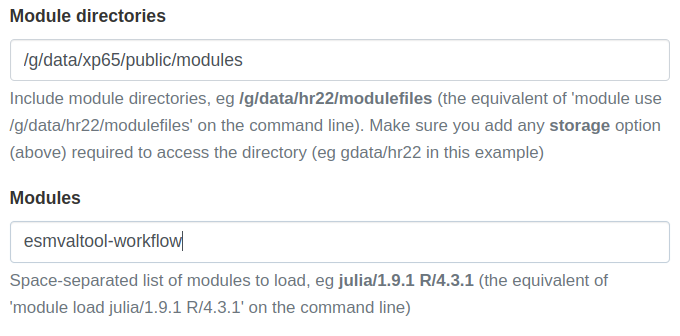 Module directories
/g/data/xp65/public/modules
Include module directories, eg /g/data/hr22/modulefiles (the equivalent of 'module use
/g/data/hr22/modulefiles' on the command line). Make sure you add any storage option
(above) required to access the directory (eg gdata/hr22 in this example)
Modules
esmvaltool-workflow
Space-separated list of modules to load, eg julia/1.9.1 R/4.3.1 (the equivalent of
'module load julia/1.9.1 R/4.3.1' on the command line)